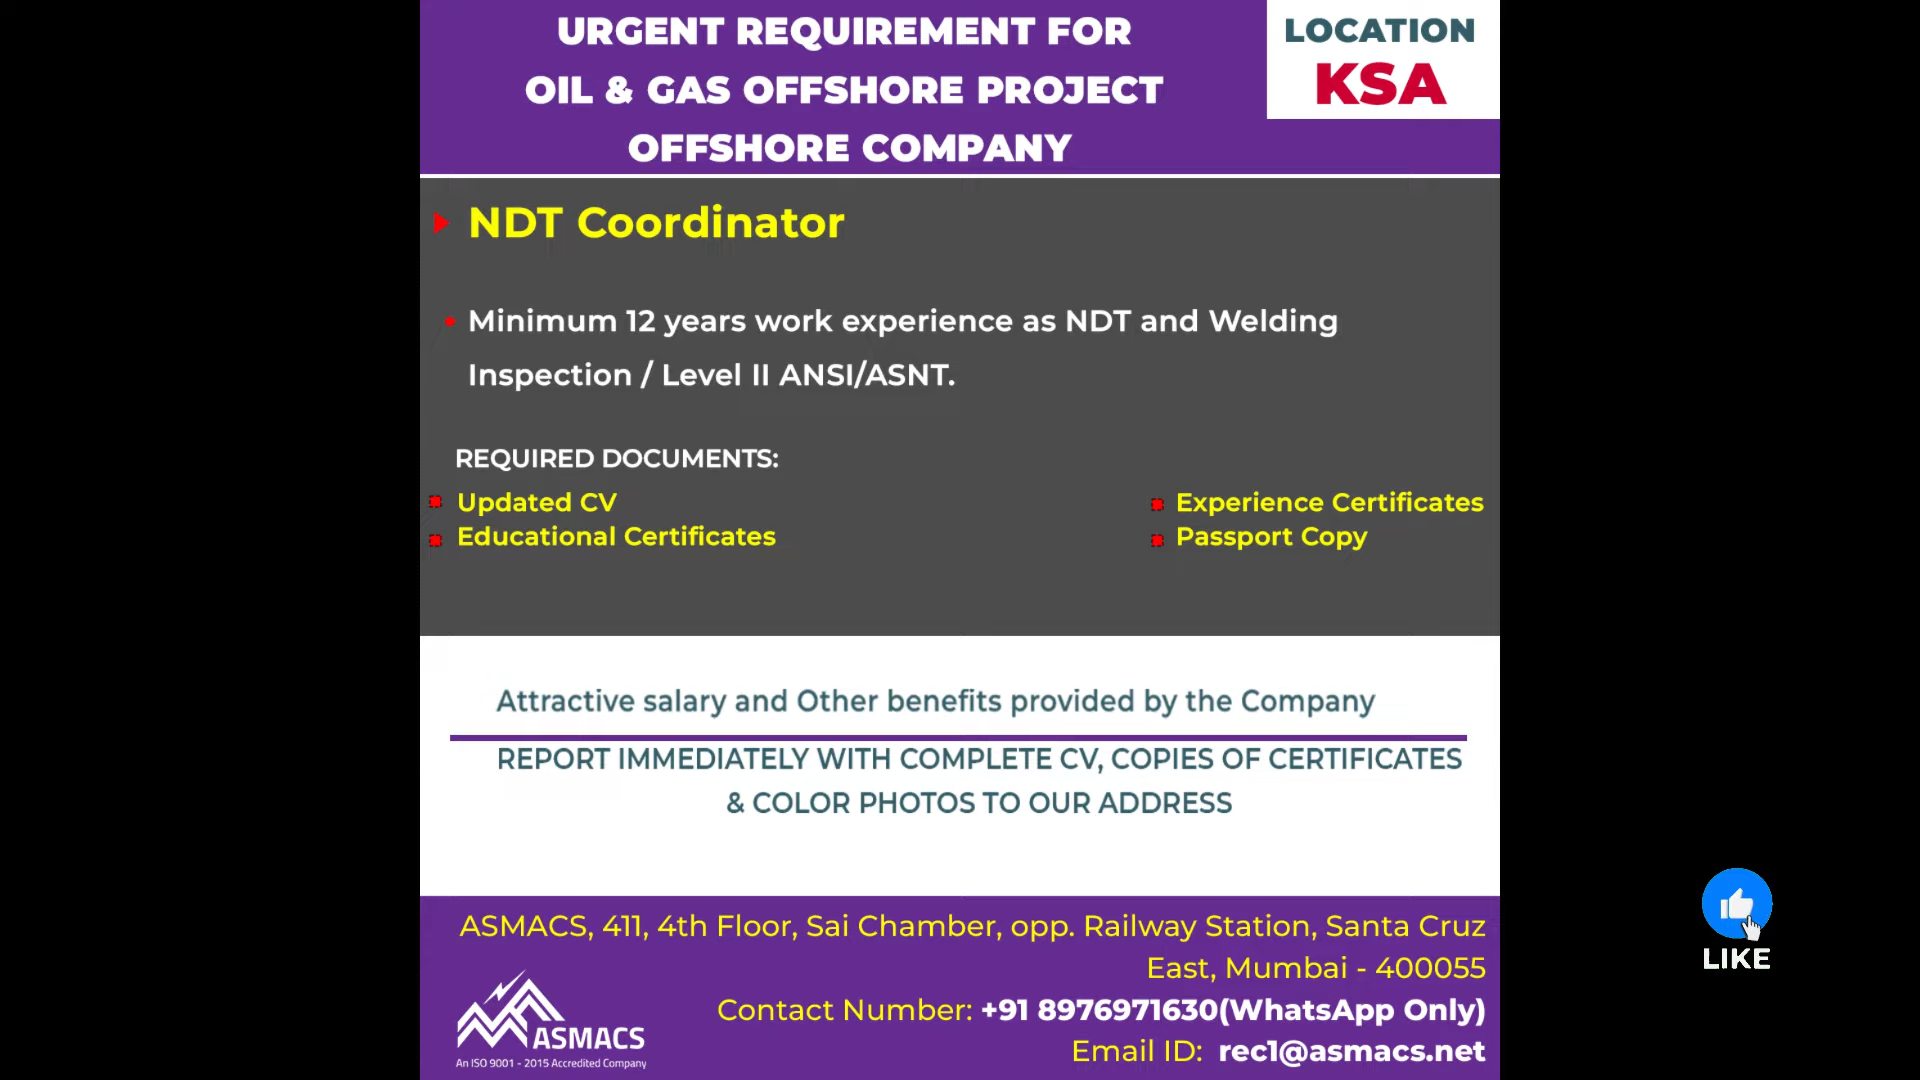 URGENT REQUIREMENT FOR
OIL & GAS OFFSHORE PROJECT
OFFSHORE COMPANY
LOCATION
KSA
NDT Coordinator
Minimum 12 years work experience as NDT and Welding
Inspection / Level II ANSI/ASNT.
REQUIRED DOCUMENTS:
Updated CV
Educational Certificates
Experience Certificates
Passport Copy
Attractive salary and Other benefits provided by the Company
REPORT IMMEDIATELY WITH COMPLETE CV, COPIES OF CERTIFICATES
& COLOR PHOTOS TO OUR ADDRESS
ASMACS, 411, 4th Floor, Sai Chamber, opp. Railway Station, Santa Cruz
East, Mumbai - 400055
Contact Number: +91 8976971630(WhatsApp Only)
Email ID: rec1@asmacs.net
ASMACS
An ISO 9001 - 2015 Accredited Company
LIKE